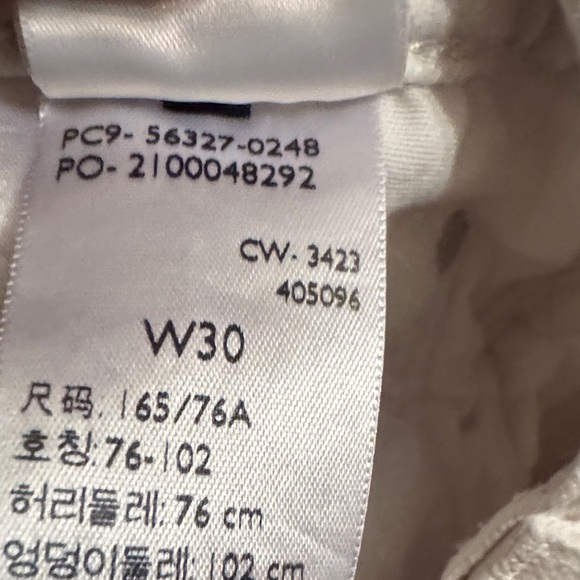 PC9- 56327-0248
PO- 2100048292
CW- 3423
405096
W30
尺码. 165/76A
호칭: 76-102
허리둘레: 76 cm
엉덩이둘레: 102 cm